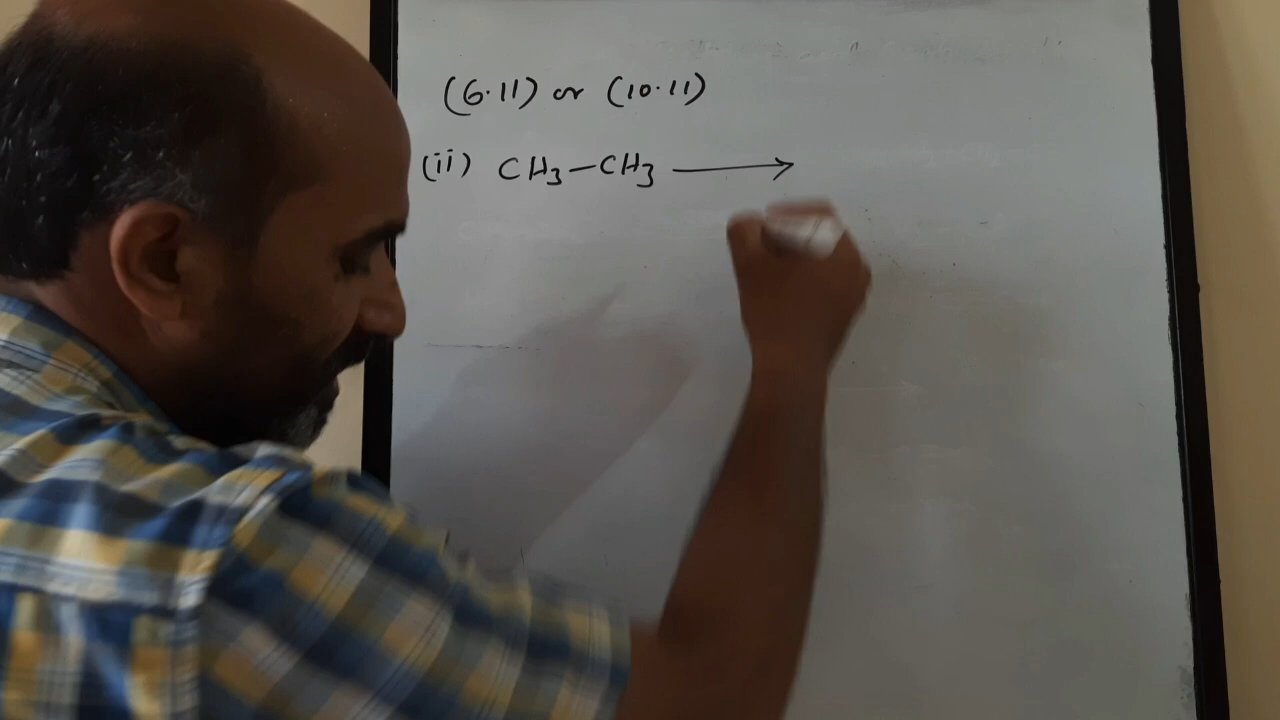 (6.11) or (10.11)
(ii) CH₃—CH₃ ⟶